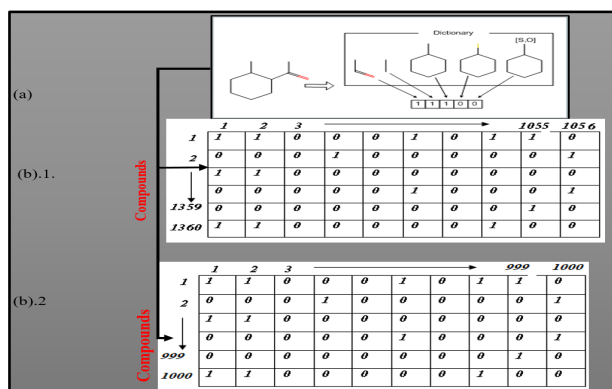 Dictionary
[S,O]
(a)
1 1 1 0 0
1 2 3 1055 1056
1 1 1 0 0 0 1 0 1 1 0
2 0 0 0 1 0 0 0 0 0 1
(b).1.
1 1 0 0 0 0 0 0 0 0
Compounds
0 0 0 0 0 1 0 0 0 1
1359 0 0 0 0 0 0 0 0 1 0
1360 1 1 0 0 0 0 0 1 0 0
1 2 3 999 1000
1 1 1 0 0 0 1 0 1 1 0
(b).2
2 0 0 0 1 0 0 0 0 0 1
1 1 0 0 0 0 0 0 0 0
Compounds
0 0 0 0 0 1 0 0 0 1
999 0 0 0 0 0 0 0 0 1 0
1000 1 1 0 0 0 0 0 1 0 0